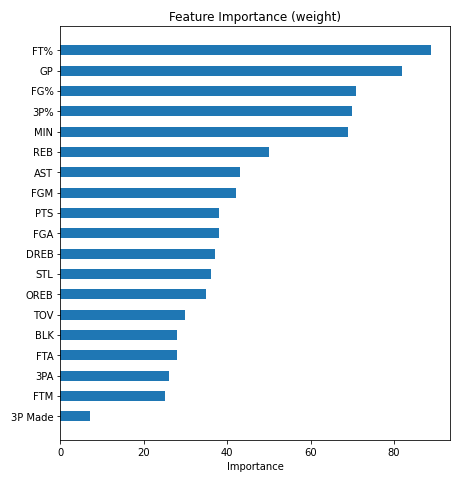 Feature Importance (weight)
FT%
GP
FG%
3P%
MIN
REB
AST
FGM
PTS
FGA
DREB
STL
OREB
TOV
BLK
FTA
3PA
FTM
3P Made
0 20 40 60 80
Importance